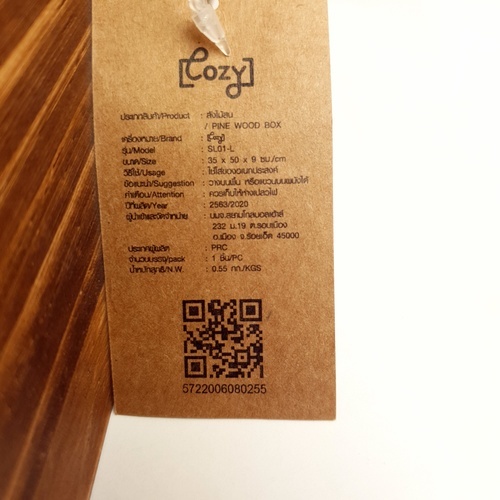 [Cozy]
ประเภทสินค้า/Product : ลังไม้สน
/ PINE WOOD BOX
เครื่องหมาย/Brand : [Cozy]
รุ่น/Model : SL01-L
ขนาด/Size : 35 x 50 x 9 ซม./cm
วิธีใช้/Usage : ใช้ใส่ของอเนกประสงค์
ข้อแนะนำ/Suggestion : วางบนพื้น หรือแขวนบนผนังได้
คำเตือน/Attention : ควรเก็บให้ห่างเปลวไฟ
ปีที่ผลิต/Year : 2563/2020
ผู้นำเข้าและจัดจำหน่าย : บมจ.สยามโกลบอลเฮ้าส์
232 ม.19 ต.รอบเมือง
อ.เมือง จ.ร้อยเอ็ด 45000
ประเทศผู้ผลิต : PRC
จำนวนบรรจุ/pack : 1 ชิ้น/PC
น้ำหนักสุทธิ/N.W. : 0.55 กก./KGS
5722006080255